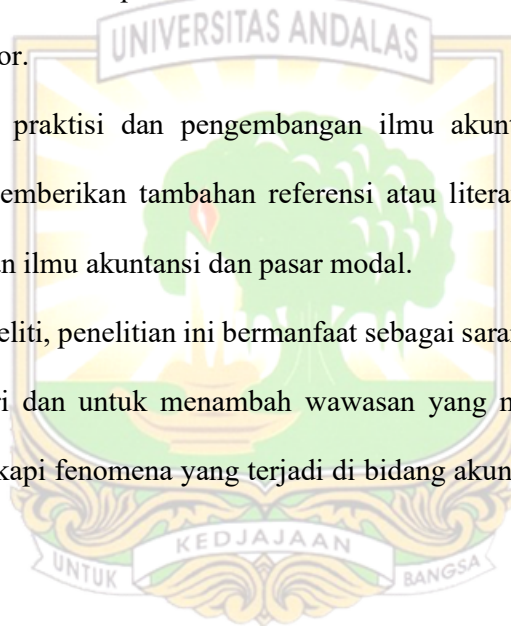 UNIVERSITAS ANDALAS
or.
praktisi dan pengembangan ilmu akun
emberikan tambahan referensi atau litera
n ilmu akuntansi dan pasar modal.
eliti, penelitian ini bermanfaat sebagai sara
i dan untuk menambah wawasan yang
kapi fenomena yang terjadi di bidang akun
KEDJAJAAN
UNTUK
BANGSA